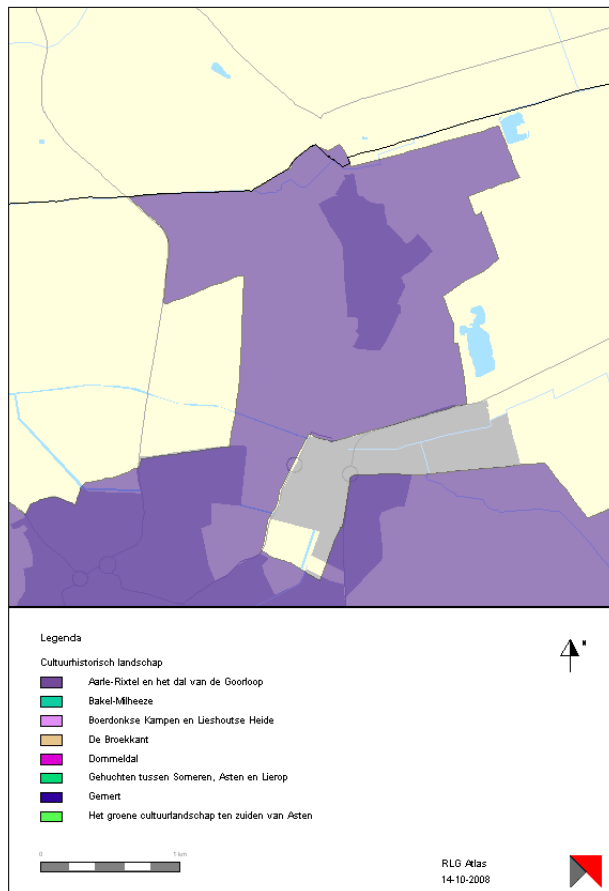 Legenda
Cultuurhistorisch landschap
Aarle-Rixtel en het dal van de Goorloop
Bakel-Milheeze
Boerdonkse Kampen en Lieshoutse Heide
De Broekkant
Dommeldal
Gehuchten tussen Someren, Asten en Lierop
Gemert
Het groene cultuurlandschap ten zuiden van Asten
0 1 km
RLG Atlas
14-10-2008